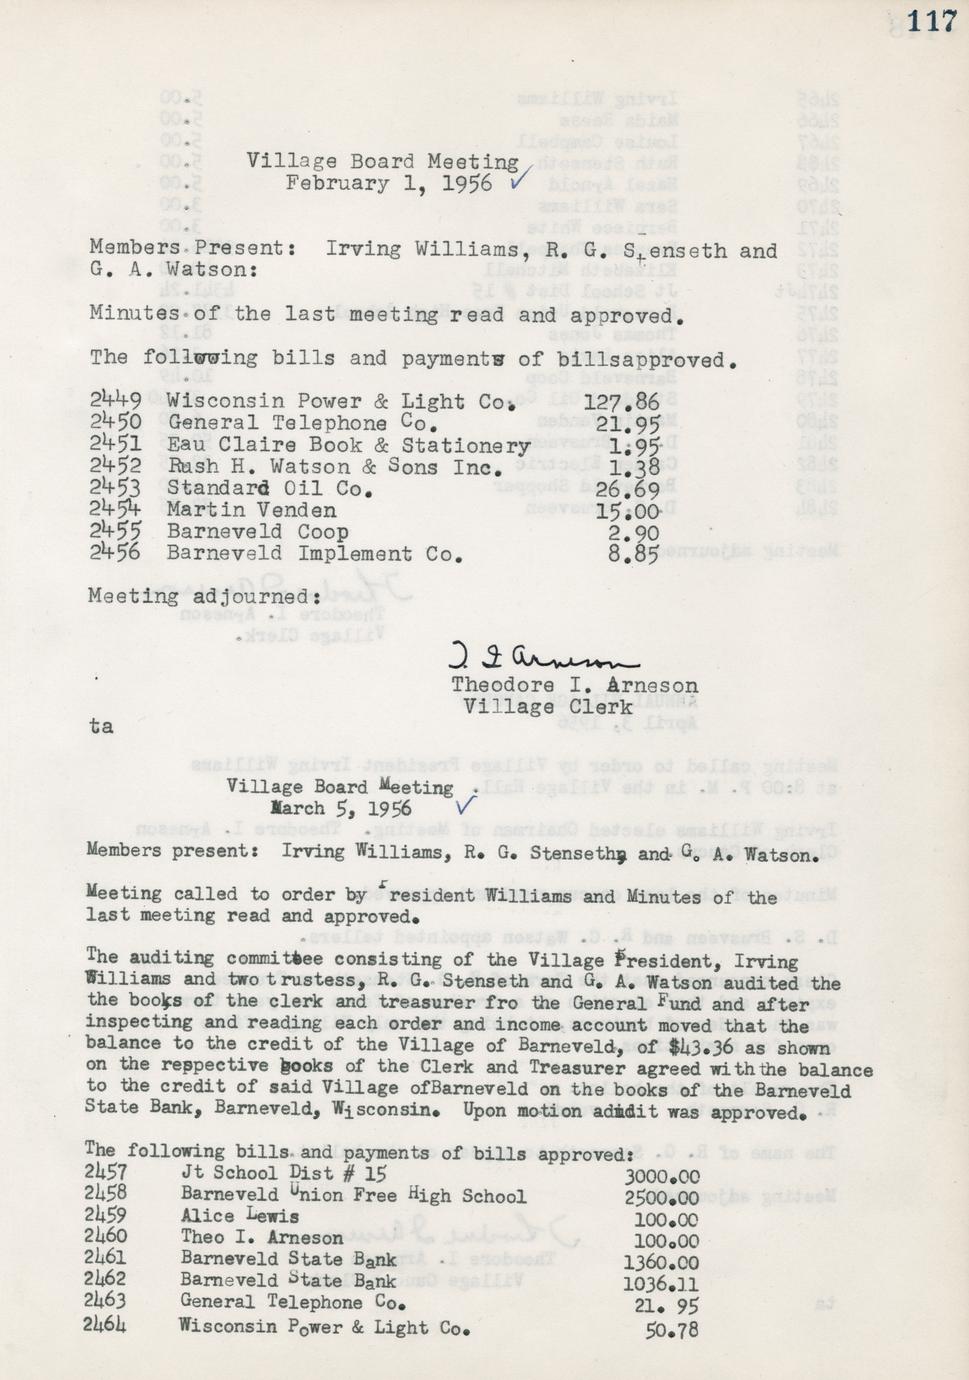 117
Village Board Meeting
February 1, 1956 ✓
Members Present: Irving Williams, R. G. Stenseth and
G. A. Watson:
Minutes of the last meeting read and approved.
The following bills and payments of billsapproved.
2449 Wisconsin Power & Light Co. 127.86
2450 General Telephone Co. 21.95
2451 Eau Claire Book & Stationery 1.95
2452 Rush H. Watson & Sons Inc. 1.38
2453 Standard Oil Co. 26.69
2454 Martin Venden 15.00
2455 Barneveld Coop 2.90
2456 Barneveld Implement Co. 8.85
Meeting adjourned:
T. I Arneson
Theodore I. Arneson
Village Clerk
ta
Village Board Meeting
March 5, 1956 ✓
Members present: Irving Williams, R. G. Stenseth, and G. A. Watson.
Meeting called to order by President Williams and Minutes of the
last meeting read and approved.
The auditing committee consisting of the Village President, Irving
Williams and two trustess, R. G. Stenseth and G. A. Watson audited the
the books of the clerk and treasurer fro the General Fund and after
inspecting and reading each order and income account moved that the
balance to the credit of the Village of Barneveld, of $43.36 as shown
on the respective books of the Clerk and Treasurer agreed with the balance
to the credit of said Village ofBarneveld on the books of the Barneveld
State Bank, Barneveld, Wisconsin. Upon motion adidit was approved.
The following bills and payments of bills approved:
2457 Jt School Dist # 15 3000.00
2458 Barneveld Union Free High School 2500.00
2459 Alice Lewis 100.00
2460 Theo I. Arneson 100.00
2461 Barneveld State Bank 1360.00
2462 Barneveld State Bank 1036.11
2463 General Telephone Co. 21. 95
2464 Wisconsin Power & Light Co. 50.78